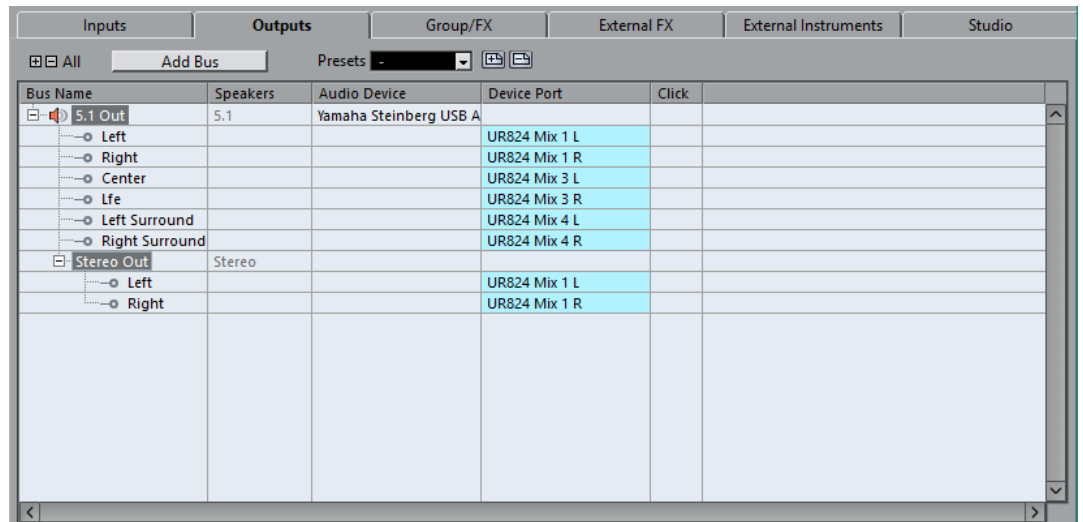 Inputs Outputs Group/FX External FX External Instruments Studio
All Add Bus Presets -
Bus Name Speakers Audio Device Device Port Click
5.1 Out 5.1 Yamaha Steinberg USB A
Left UR824 Mix 1 L
Right UR824 Mix 1 R
Center UR824 Mix 3 L
Lfe UR824 Mix 3 R
Left Surround UR824 Mix 4 L
Right Surround UR824 Mix 4 R
Stereo Out Stereo
Left UR824 Mix 1 L
Right UR824 Mix 1 R